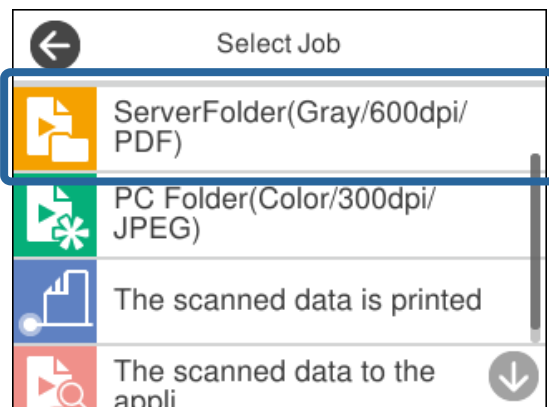 Select Job
ServerFolder(Gray/600dpi/
PDF)
PC Folder(Color/300dpi/
JPEG)
The scanned data is printed
The scanned data to the
appli